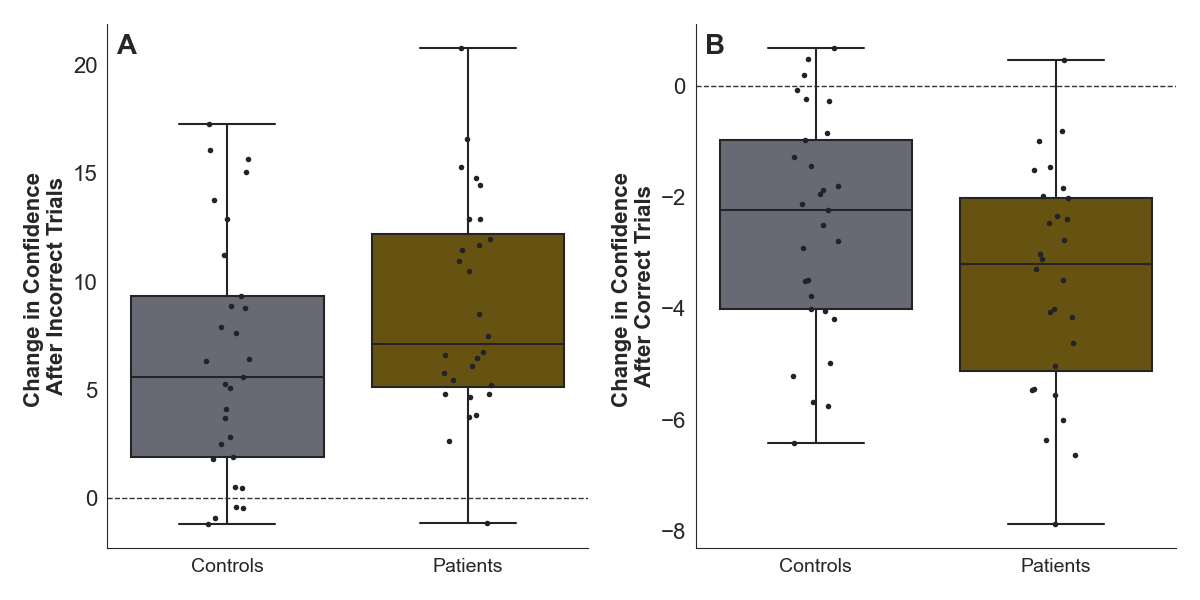 A
Change in Confidence
After Incorrect Trials
20
15
10
5
0
Controls
Patients
B
Change in Confidence
After Correct Trials
0
−2
−4
−6
−8
Controls
Patients